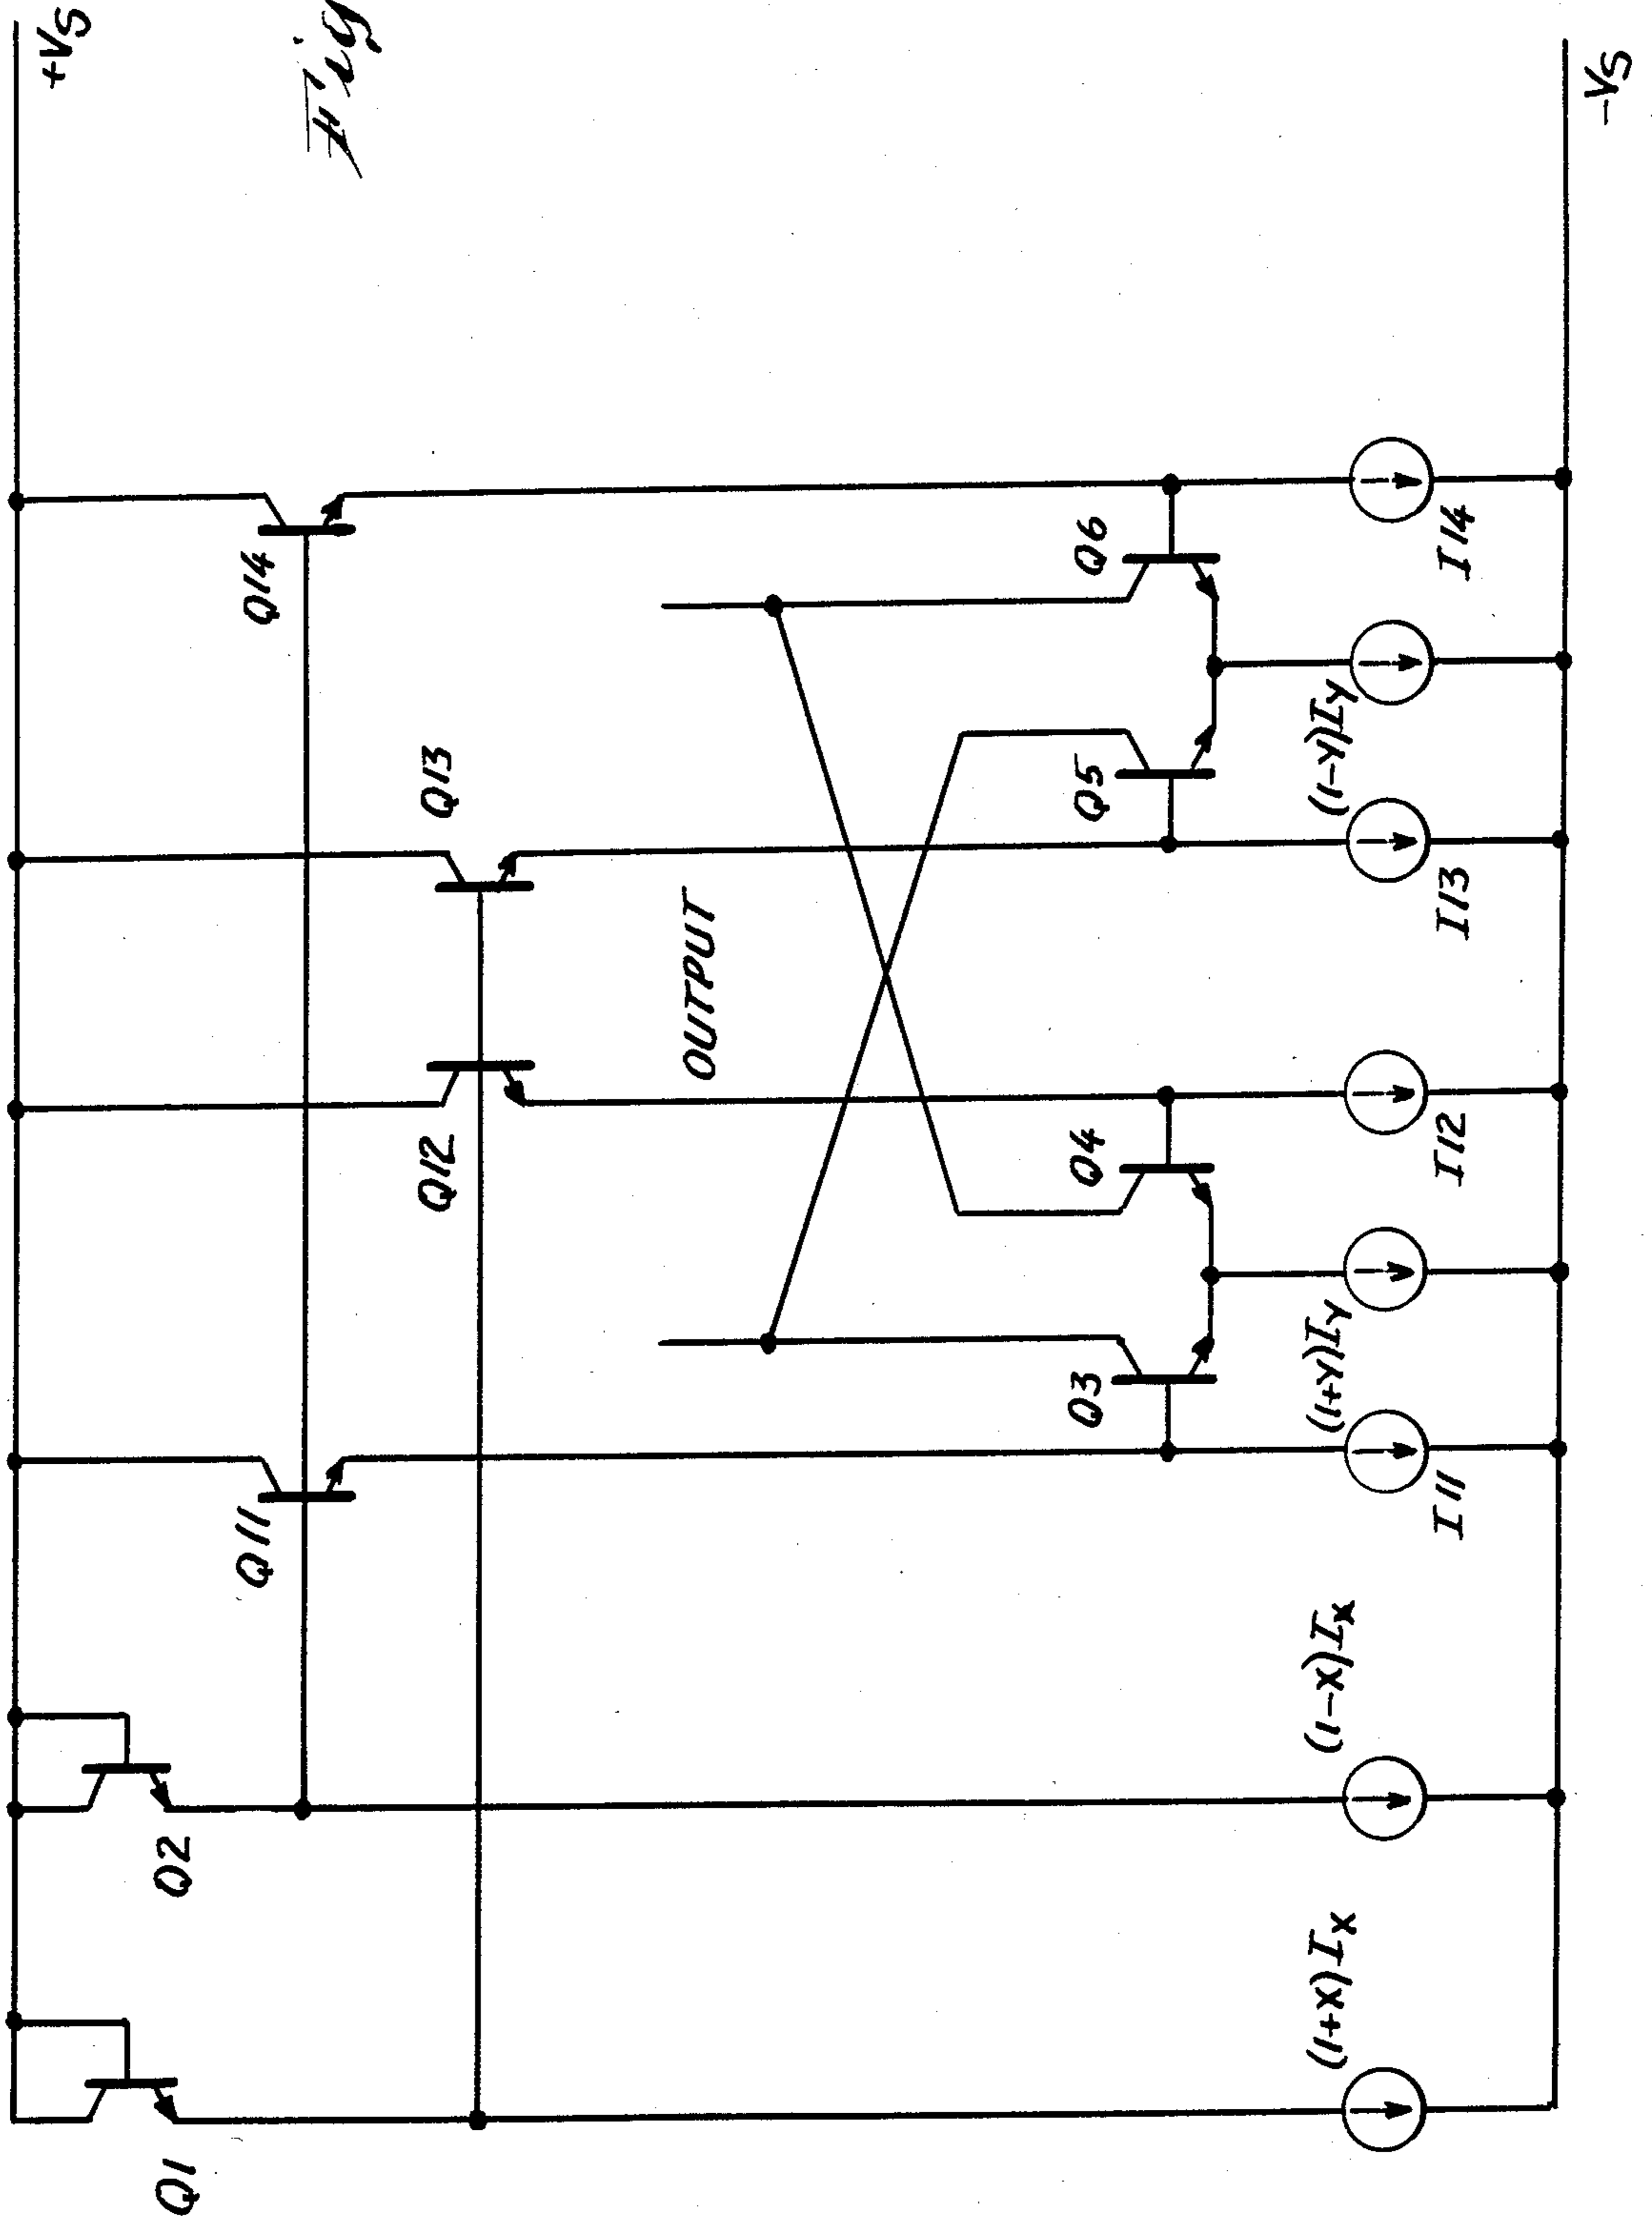 +VS
Fig
Q14
Q13
Q12
Q11
Q2
Q1
OUTPUT
Q3
Q4
Q5
Q6
(1+X)IX
(1-X)IX
I11
(1+Y)IY
I12
I13
(1-Y)IY
I14
-VS